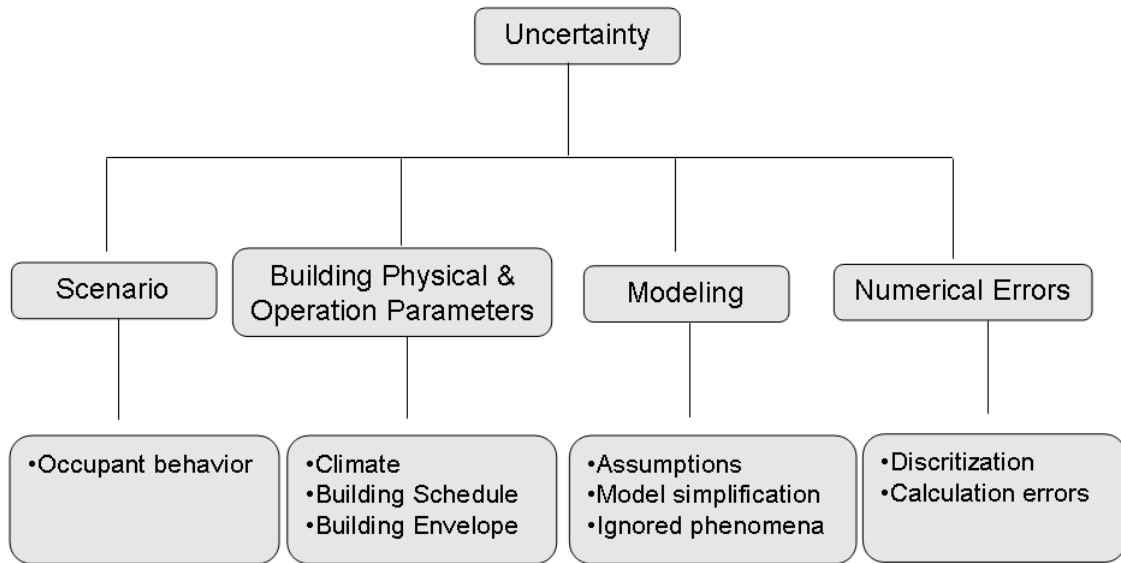 Uncertainty
Scenario
Building Physical &
Operation Parameters
Modeling
Numerical Errors
•Occupant behavior
•Climate
•Building Schedule
•Building Envelope
•Assumptions
•Model simplification
•Ignored phenomena
•Discritization
•Calculation errors